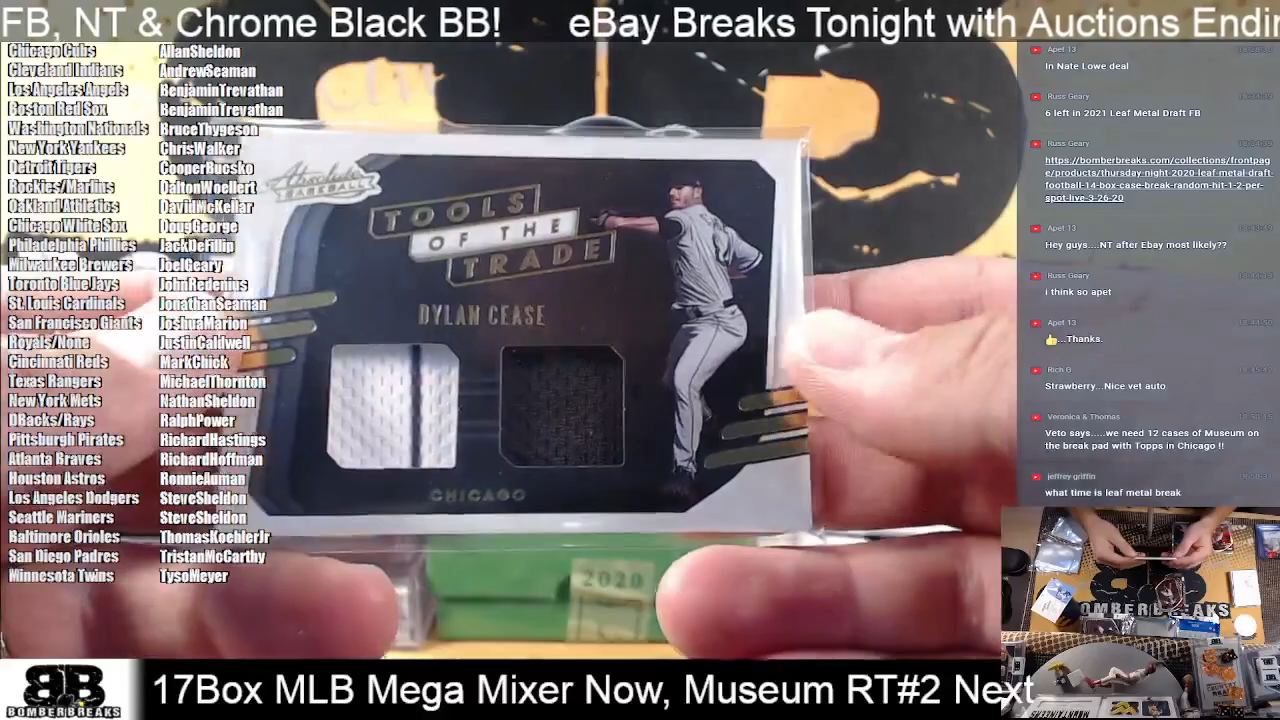 FB, NT & Chrome Black BB!
eBay Breaks Tonight with Auctions Endin
Chicago Cubs AllanSheldon
Cleveland Indians AndrewSeaman
Los Angeles Angels BenjaminTrevathan
Boston Red Sox BenjaminTrevathan
Washington Nationals BruceThygeson
New York Yankees ChrisWalker
Detroit Tigers CooperBucsko
Rockies/Marlins DaltonWoellert
Oakland Athletics DavidMcKellar
Chicago White Sox DougGeorge
Philadelphia Phillies JackDeFilip
Milwaukee Brewers JoelGeary
Toronto Blue Jays JohnRedenius
St. Louis Cardinals JonathanSeaman
San Francisco Giants JoshuaMarion
Royals/None JustinCaldwell
Cincinnati Reds MarkChick
Texas Rangers MichaelThornton
New York Mets NathanSheldon
DBacks/Rays RalphPower
Pittsburgh Pirates RichardHastings
Atlanta Braves RichardHoffman
Houston Astros RonnieAuman
Los Angeles Dodgers SteveSheldon
Seattle Mariners SteveSheldon
Baltimore Orioles ThomasKoehlerJr
San Diego Padres TristanMcCarthy
Minnesota Twins TysoMeyer
Absolute
BASEBALL
TOOLS
OF THE
TRADE
DYLAN CEASE
CHICAGO
2020
Apet 13
In Nate Lowe deal
Russ Geary
6 left in 2021 Leaf Metal Draft FB
Russ Geary
https://bomberbreaks.com/collections/frontpag
e/products/thursday-night-2020-leaf-metal-draft-
football-14-box-case-break-random-hit-1-2-per-
spot-live-3-26-20
Apet 13
Hey guys....NT after Ebay most likely??
Russ Geary
i think so apet
Apet 13
👍...Thanks.
Rich G
Strawberry...Nice vet auto
Veronica & Thomas
Veto says.....we need 12 cases of Museum on
the break pad with Topps in Chicago !!
jeffrey griffin
what time is leaf metal break
BOMBERBREAKS
BB
BOMBERBREAKS
17Box MLB Mega Mixer Now, Museum RT#2 Next